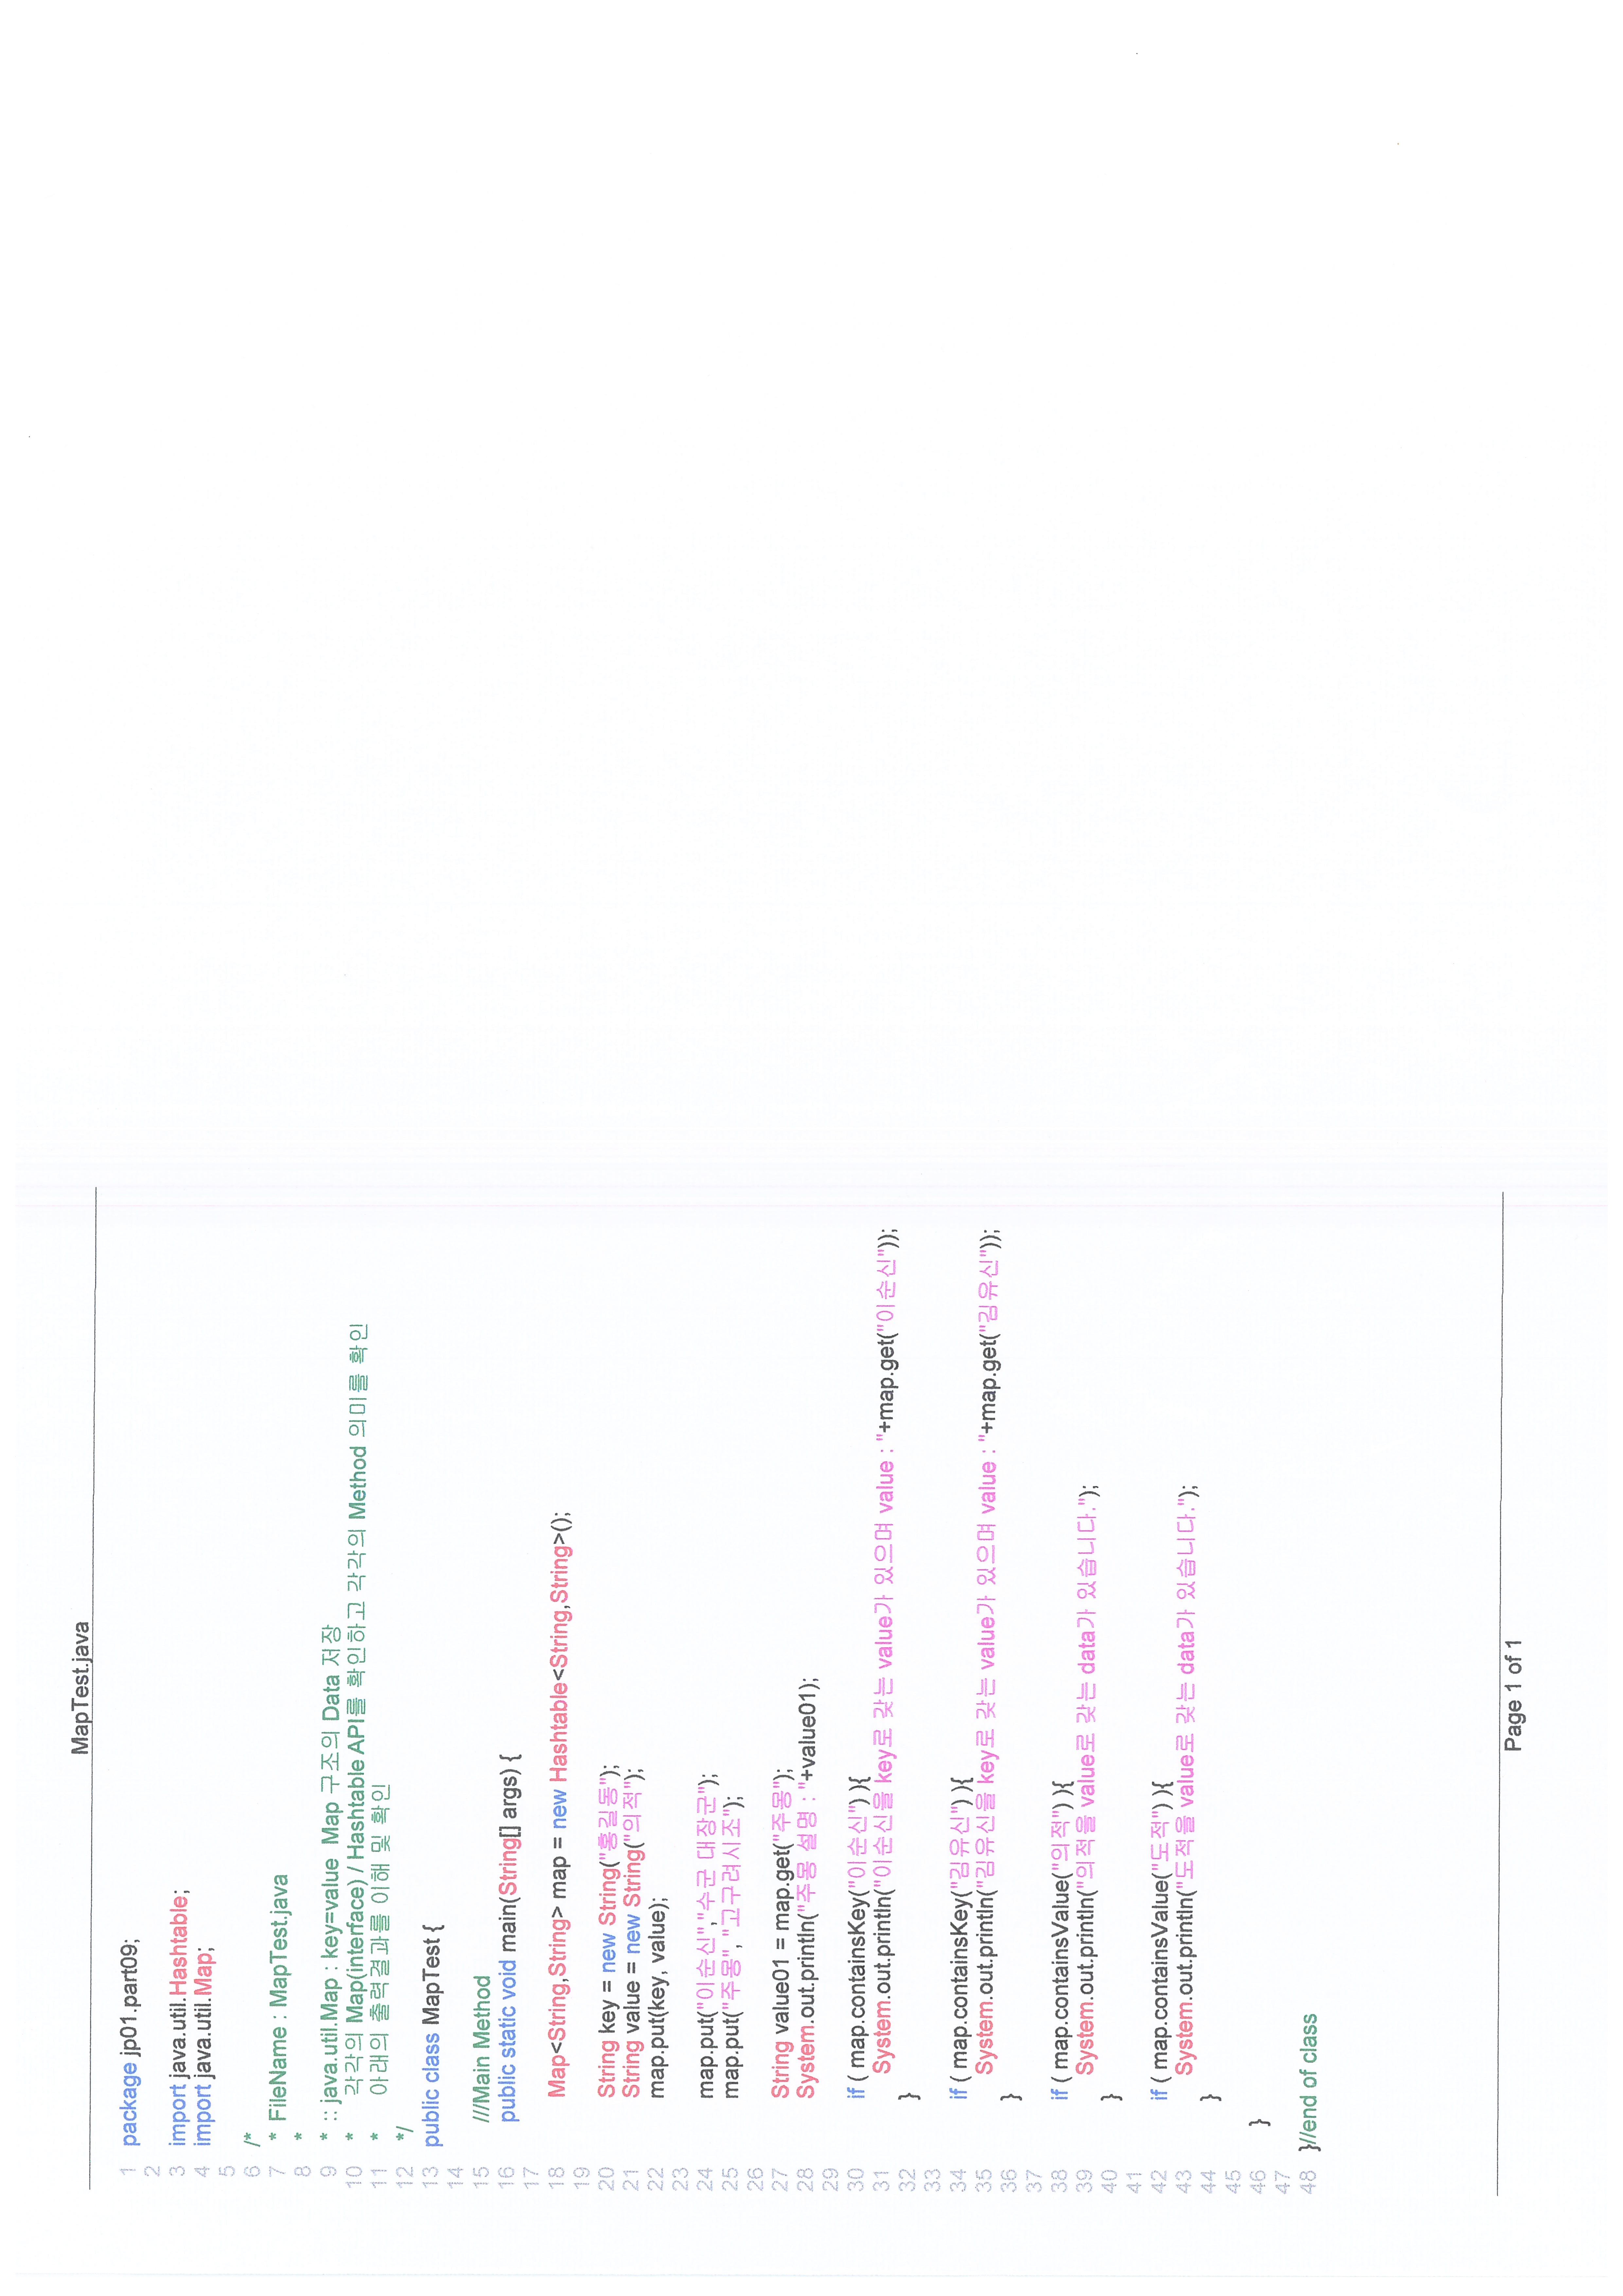 MapTest.java
1 package jp01.part09;
2
3 import java.util.Hashtable;
4 import java.util.Map;
5
6 /*
7  * FileName : MapTest.java
8  *
9  * :: java.util.Map : key=value  Map 구조의 Data 저장
10  *    각각의 Map(interface) / Hashtable API를 확인하고 각각의 Method 의미를 확인
11  *    아래의 출력결과를 이해 및 확인
12  */
13 public class MapTest {
14
15     ///Main Method
16     public static void main(String[] args) {
17
18         Map<String,String> map = new Hashtable<String,String>();
19
20         String key = new String("홍길동");
21         String value = new String("의적");
22         map.put(key, value);
23
24         map.put("이순신","수군 대장군");
25         map.put("주몽", "고구려시조");
26
27         String value01 = map.get("주몽");
28         System.out.println("주몽 설명 : "+value01);
29
30         if ( map.containsKey("이순신") ){
31             System.out.println("이순신을 key로 갖는 value가 있으며 value : "+map.get("이순신"));
32         }
33
34         if ( map.containsKey("김유신") ){
35             System.out.println("김유신을 key로 갖는 value가 있으며 value : "+map.get("김유신"));
36         }
37
38         if ( map.containsValue("의적") ){
39             System.out.println("의적을 value로 갖는 data가 있습니다.");
40         }
41
42         if ( map.containsValue("도적") ){
43             System.out.println("도적을 value로 갖는 data가 있습니다.");
44         }
45
46     }
47
48 }//end of class
Page 1 of 1